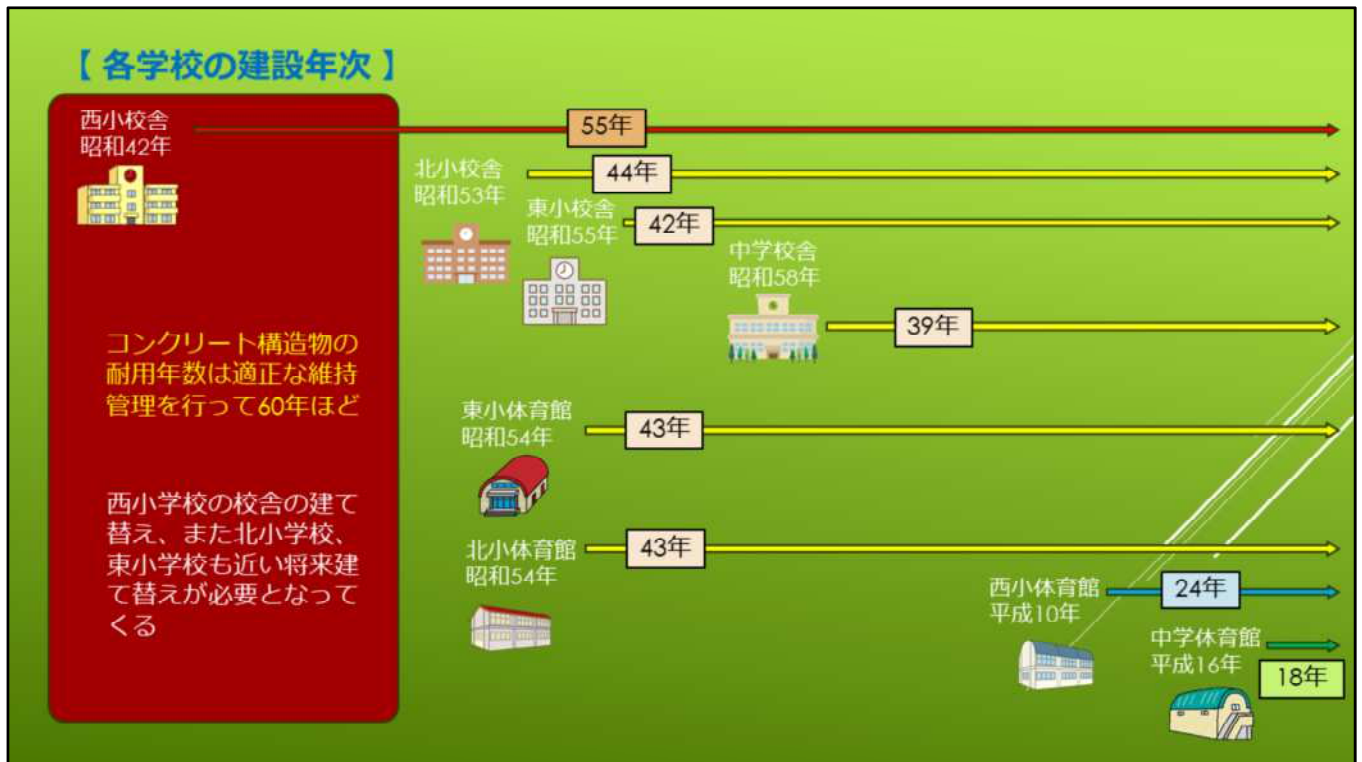 【 各学校の建設年次 】
西小校舎
昭和42年
55年
北小校舎
昭和53年
44年
東小校舎
昭和55年
42年
中学校舎
昭和58年
39年
コンクリート構造物の
耐用年数は適正な維持
管理を行って60年ほど
東小体育館
昭和54年
43年
西小学校の校舎の建て
替え、また北小学校、
東小学校も近い将来建
て替えが必要となって
くる
北小体育館
昭和54年
43年
西小体育館
平成10年
24年
中学体育館
平成16年
18年